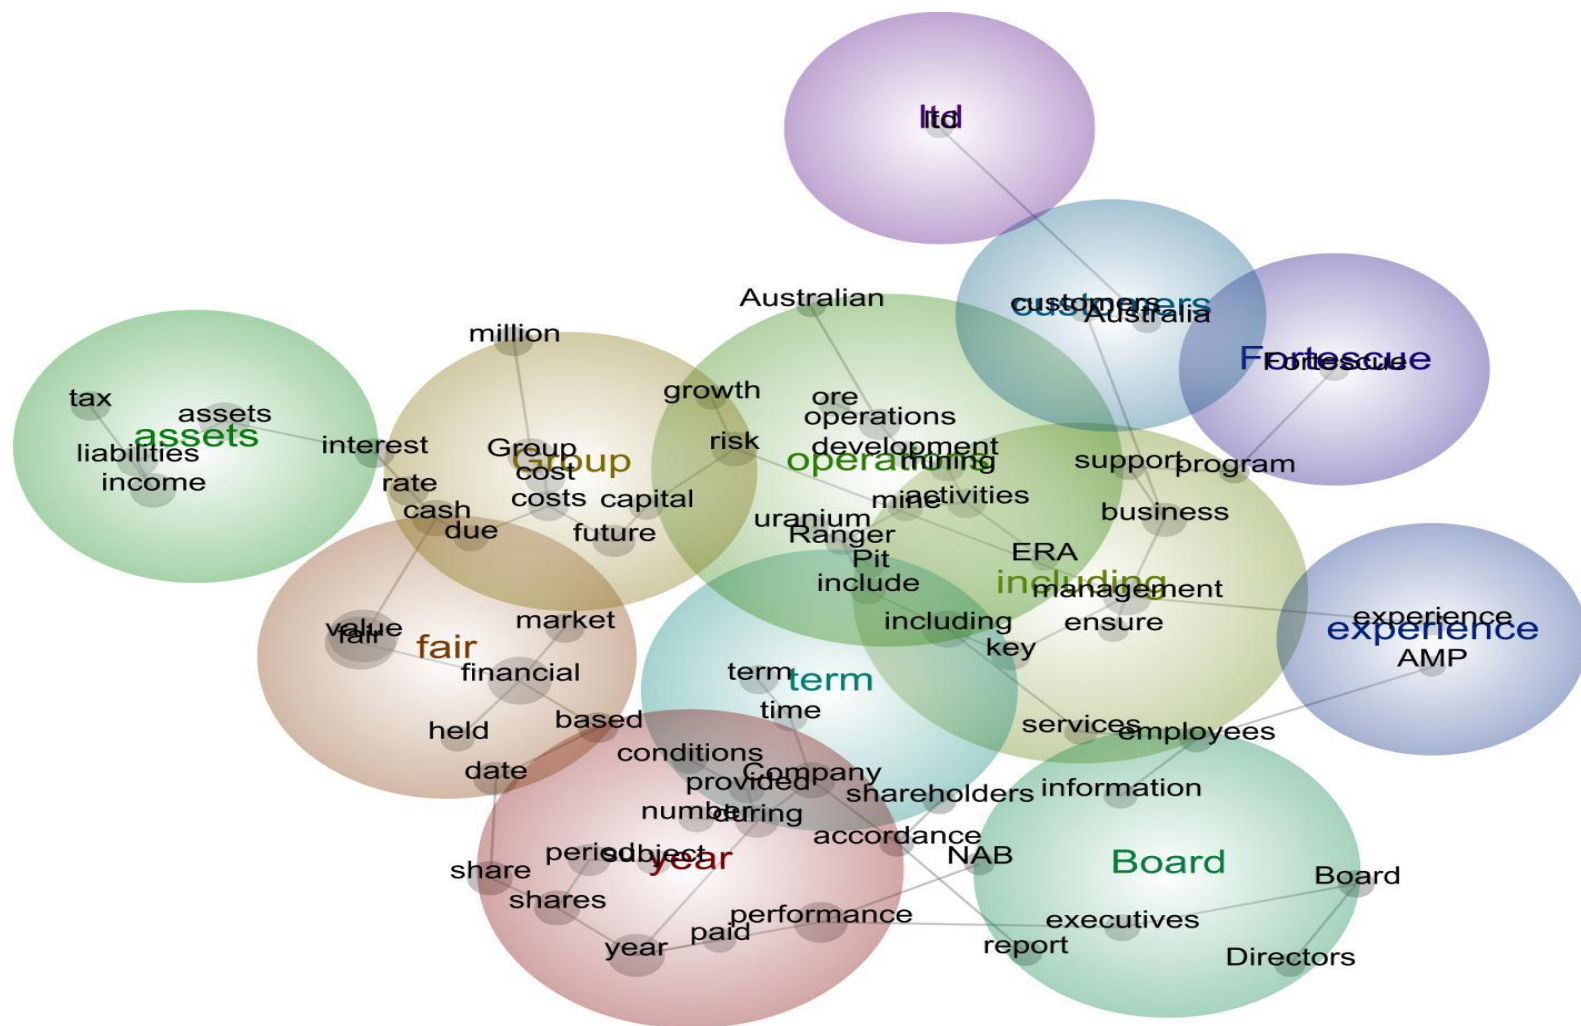 ltd
ltd
customers
customers
Australia
Australian
million
Fortescue
Fortescue
growth
ore
tax
assets
assets
operations
interest
risk
development
Group
Group
liabilities
cost
operations
mining
support
program
income
rate
costs
capital
mine
activities
cash
business
due
future
uranium
Ranger
ERA
Pit
include
including
management
market
including
ensure
experience
experience
value
fair
fair
key
AMP
financial
term
term
time
held
based
services
employees
conditions
date
Company
provided
shareholders
information
number
during
accordance
period
subject
year
NAB
Board
share
Board
shares
performance
executives
paid
year
report
Directors